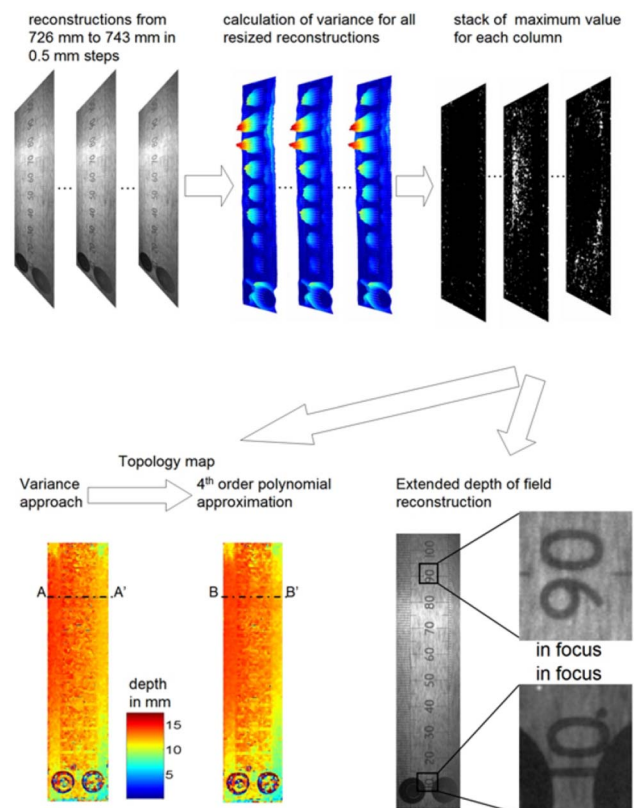 reconstructions from
726 mm to 743 mm in
0.5 mm steps
calculation of variance for all
resized reconstructions
stack of maximum value
for each column
...
...
...
...
...
...
Topology map
Variance
approach
4th order polynomial
approximation
Extended depth of field
reconstruction
A
A'
B
B'
depth
in mm
15
10
5
100
90
80
70
60
50
40
30
20
90
in focus
in focus
10